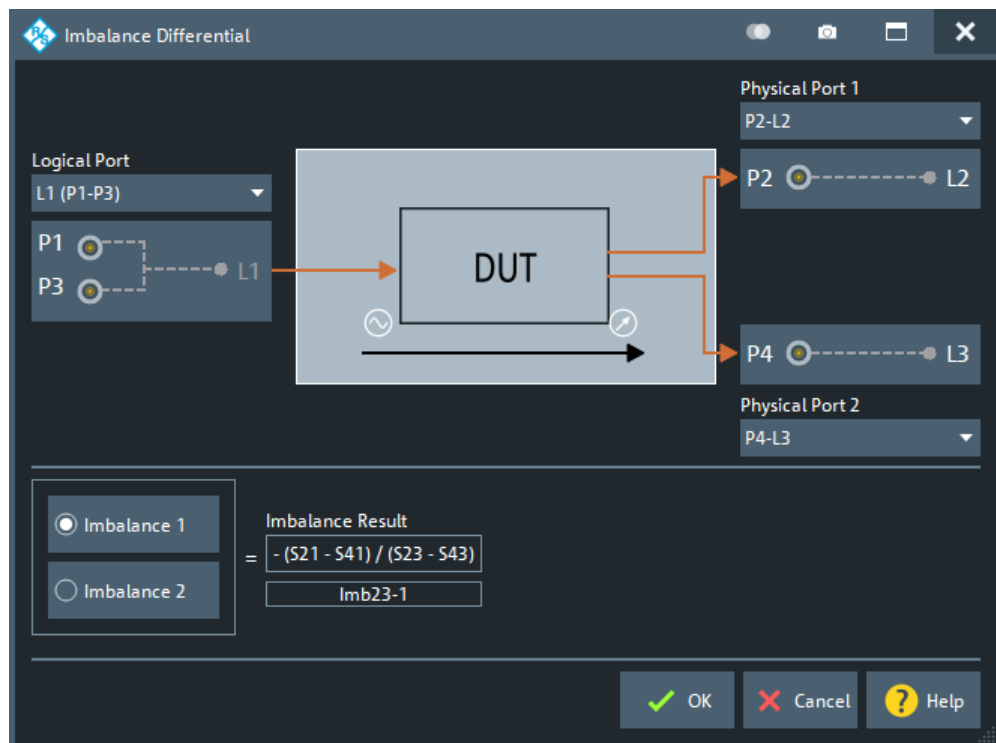 R&S
Imbalance Differential
Physical Port 1
P2-L2
Logical Port
L1 (P1-P3)
P2 L2
P1
L1
P3
DUT
P4 L3
Physical Port 2
P4-L3
Imbalance 1
Imbalance Result
= - (S21 - S41) / (S23 - S43)
Imbalance 2
Imb23-1
OK Cancel ? Help